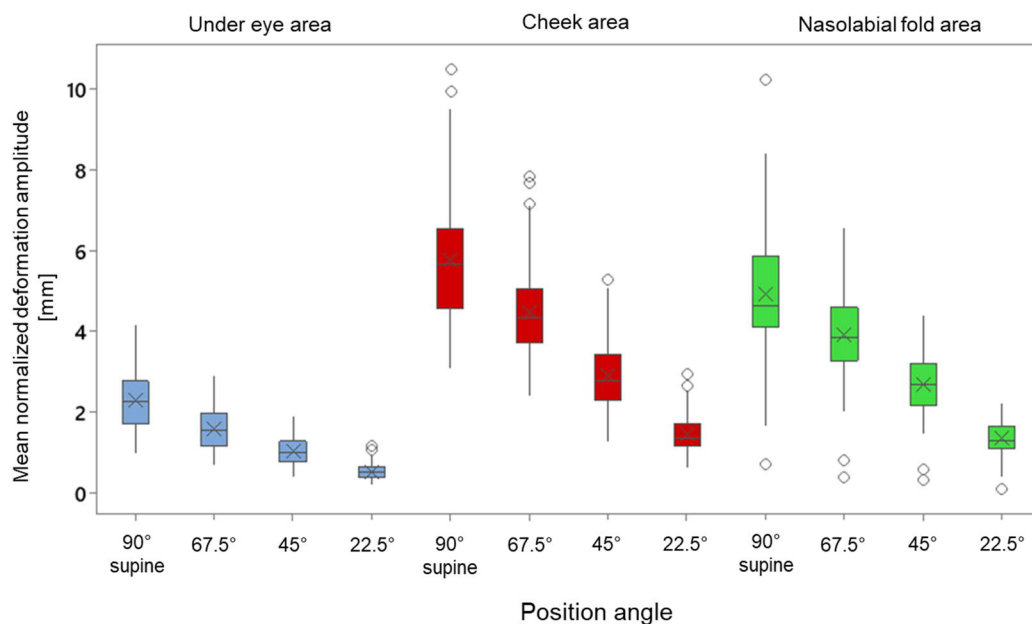 Under eye area
Cheek area
Nasolabial fold area
Mean normalized deformation amplitude
[mm]
10
8
6
4
2
0
90° 67.5° 45° 22.5° 90° 67.5° 45° 22.5° 90° 67.5° 45° 22.5°
supine supine supine
Position angle